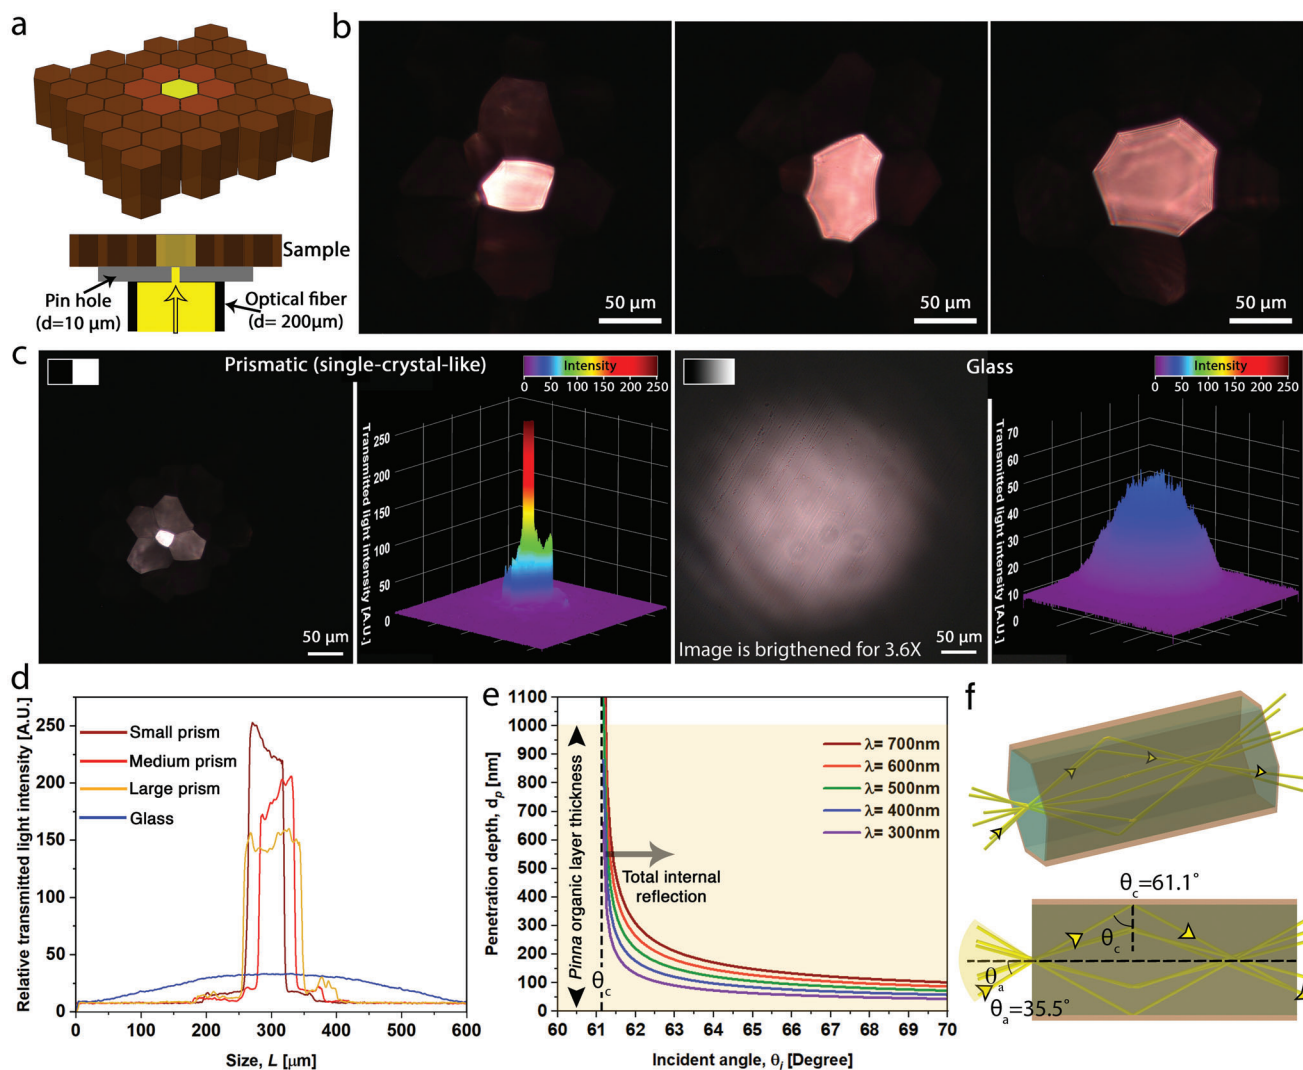 a
Sample
Pin hole
(d=10 μm)
Optical fiber
(d= 200μm)
b
50 μm
50 μm
50 μm
c
Prismatic (single-crystal-like)
50 μm
Intensity
0 50 100 150 200 250
Transmitted light intensity [A.U.]
250
200
250
150
100
50
0
Glass
Image is brigthened for 3.6X
50 μm
Intensity
0 50 100 150 200 250
Transmitted light intensity [A.U.]
70
60
50
40
30
20
10
0
d
Relative transmitted light intensity [A.U.]
250
200
150
100
50
0
Small prism
Medium prism
Large prism
Glass
0 100 200 300 400 500 600
Size, L [μm]
e
Penetration depth, dp [nm]
1100
1000
900
800
700
600
500
400
300
200
100
0
Pinna organic layer thickness
θc
Total internal
reflection
λ= 700nm
λ= 600nm
λ= 500nm
λ= 400nm
λ= 300nm
60 61 62 63 64 65 66 67 68 69 70
Incident angle, θi [Degree]
f
θc=61.1°
θc
θa
θa=35.5°